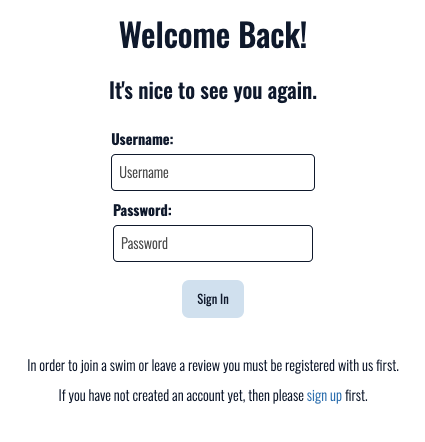 Welcome Back!
It's nice to see you again.
Username:
Username
Password:
Password
Sign In
In order to join a swim or leave a review you must be registered with us first.
If you have not created an account yet, then please sign up first.